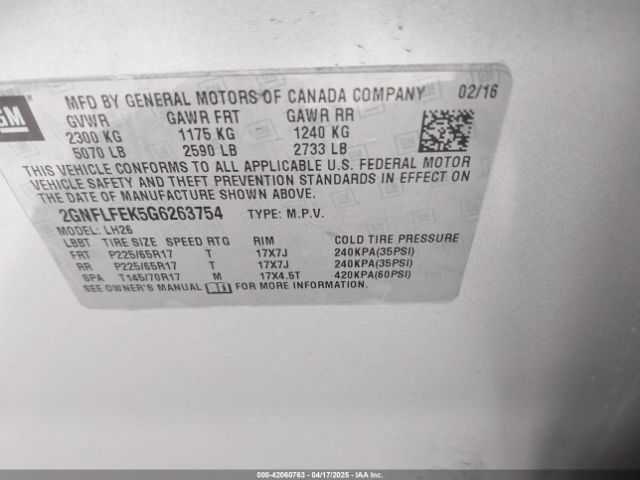 GM
MFD BY GENERAL MOTORS OF CANADA COMPANY 02/16
GVWR GAWR FRT GAWR RR
2300 KG 1175 KG 1240 KG
5070 LB 2590 LB 2733 LB
THIS VEHICLE CONFORMS TO ALL APPLICABLE U.S. FEDERAL MOTOR
VEHICLE SAFETY AND THEFT PREVENTION STANDARDS IN EFFECT ON
THE DATE OF MANUFACTURE SHOWN ABOVE.
2GNFLFEK5G6263754 TYPE: M.P.V.
MODEL: LH26
LBBT TIRE SIZE SPEED RTG RIM COLD TIRE PRESSURE
FRT P225/65R17 T 17X7J 240KPA(35PSI)
RR P225/65R17 T 17X7J 240KPA(35PSI)
SPA T145/70R17 M 17X4.5T 420KPA(60PSI)
SEE OWNER'S MANUAL FOR MORE INFORMATION.
000-42060763 - 04/17/2025 - IAAI.COM